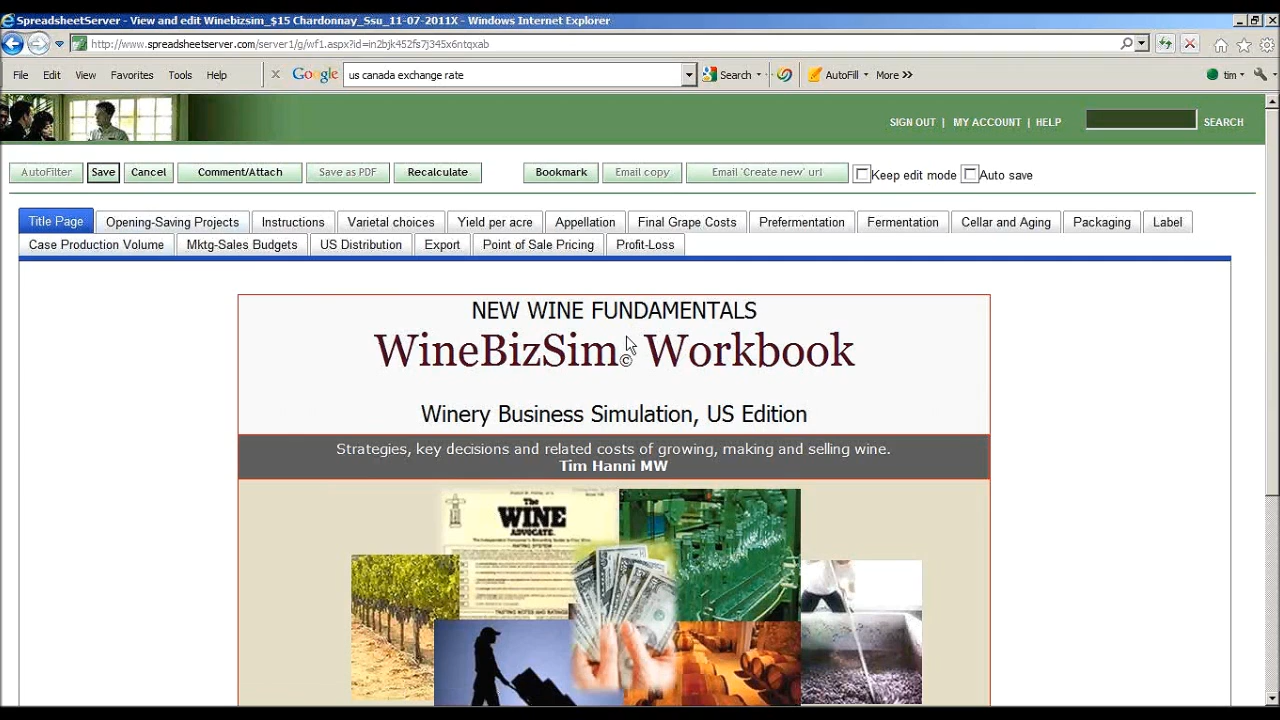 SpreadsheetServer - View and edit Winebizsim_$15 Chardonnay_Ssu_11-07-2011X - Windows Internet Explorer
http://www.spreadsheetserver.com/server1/g/wf1.aspx?id=in2bjk452fs7j345x6ntqxab
File Edit View Favorites Tools Help
× Google us canada exchange rate Search AutoFill More >> tim
SIGN OUT | MY ACCOUNT | HELP SEARCH
AutoFilter Save Cancel Comment/Attach Save as PDF Recalculate Bookmark Email copy Email 'Create new' url Keep edit mode Auto save
Title Page Opening-Saving Projects Instructions Varietal choices Yield per acre Appellation Final Grape Costs Prefermentation Fermentation Cellar and Aging Packaging Label
Case Production Volume Mktg-Sales Budgets US Distribution Export Point of Sale Pricing Profit-Loss
NEW WINE FUNDAMENTALS
WineBizSim© Workbook
Winery Business Simulation, US Edition
Strategies, key decisions and related costs of growing, making and selling wine.
Tim Hanni MW
The
WINE
ADVOCATE